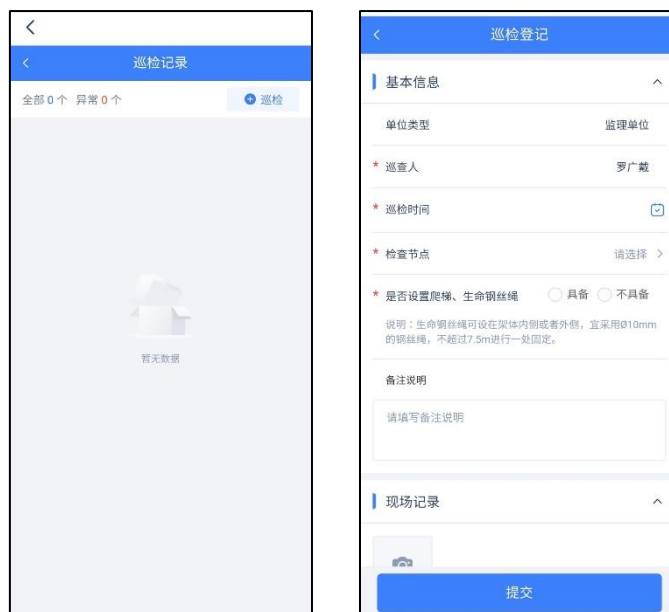 巡检记录
全部 0 个 异常 0 个
巡检
暂无数据
巡检登记
基本信息
单位类型 监理单位
* 巡查人 罗广戴
* 巡检时间
* 检查节点 请选择
* 是否设置爬梯、生命钢丝绳 具备 不具备
说明：生命钢丝绳可设在架体内侧或者外侧，宜采用Ø10mm
的钢丝绳，不超过7.5m进行一处固定。
备注说明
请填写备注说明
现场记录
提交